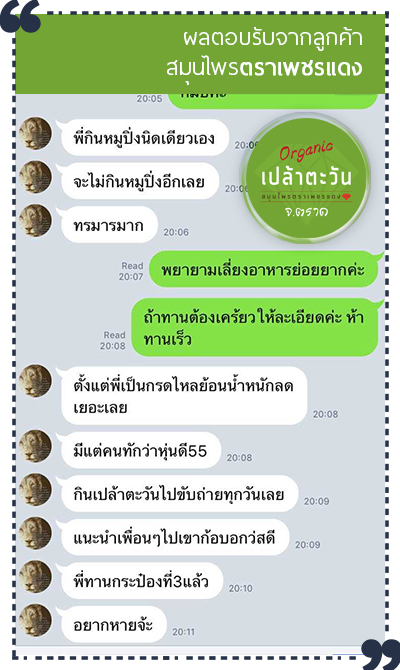 ผลตอบรับจากลูกค้า
สมุนไพรตราเพชรแดง
20:05
พี่กินหมูปิ้งนิดเดียวเอง
20:06
จะไม่กินหมูปิ้งอีกเลย
20:06
ทรมารมาก
20:06
Organic
เปล้าตะวัน
สมุนไพรตราเพชรแดง
จ.ตราด
Read
20:07
พยายามเลี่ยงอาหารย่อยยากค่ะ
Read
20:08
ถ้าทานต้องเคร้ยวให้ละเอียดค่ะ ห้า
ทานเร็ว
ตั้งแต่พี่เป็นกรดไหลย้อนน้ำหนักลด
เยอะเลย
20:08
มีแต่คนทักว่าหุ่นดี55
20:08
กินเปล้าตะวันไปขับถ่ายทุกวันเลย
20:09
แนะนำเพื่อนๆไปเขาก้อบอกว่สดี
20:09
พี่ทานกระป๋องที่3แล้ว
20:10
อยากหายจ้ะ
20:11